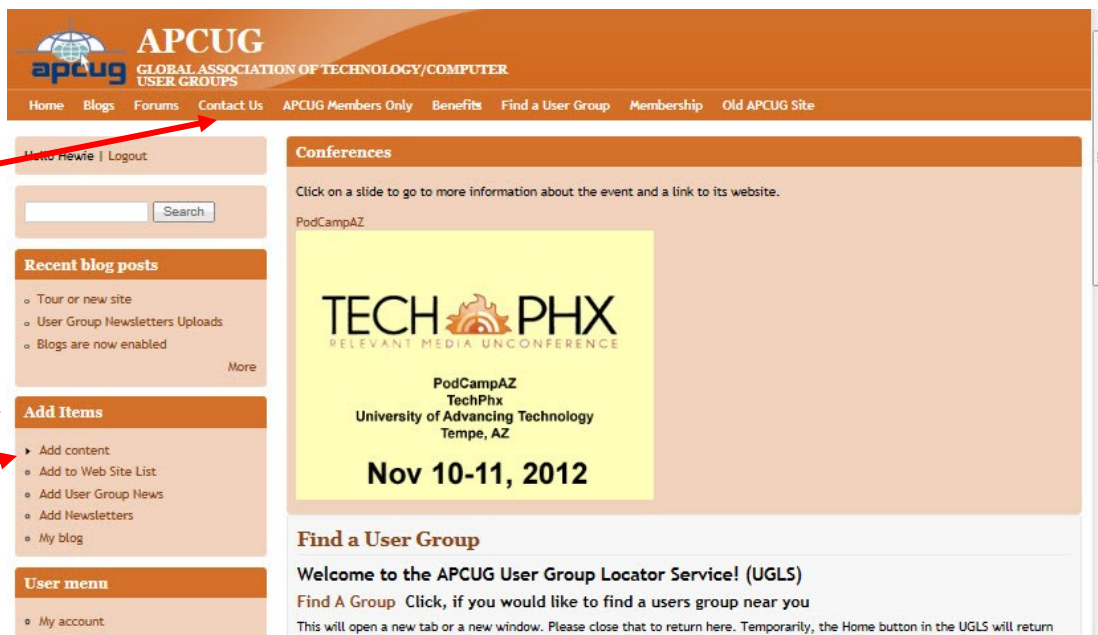 apcug
APCUG
GLOBAL ASSOCIATION OF TECHNOLOGY/COMPUTER
USER GROUPS
Home Blogs Forums Contact Us APCUG Members Only Benefits Find a User Group Membership Old APCUG Site
Hello Hewie | Logout
Search
Recent blog posts
Tour or new site
User Group Newsletters Uploads
Blogs are now enabled
More
Add Items
Add content
Add to Web Site List
Add User Group News
Add Newsletters
My blog
User menu
My account
Conferences
Click on a slide to go to more information about the event and a link to its website.
PodCampAZ
TECH PHX
RELEVANT MEDIA UNCONFERENCE
PodCampAZ
TechPhx
University of Advancing Technology
Tempe, AZ
Nov 10-11, 2012
Find a User Group
Welcome to the APCUG User Group Locator Service! (UGLS)
Find A Group Click, if you would like to find a users group near you
This will open a new tab or a new window. Please close that to return here. Temporarily, the Home button in the UGLS will return